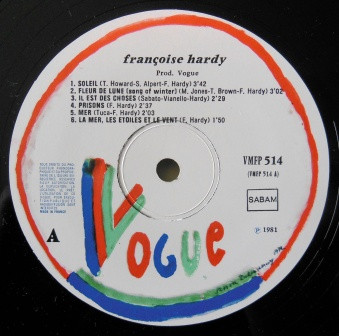 françoise hardy
Prod. Vogue
1. SOLEIL (T. Howard-S. Alpert-F. Hardy) 3'42
2. FLEUR DE LUNE (song of winter) (M. Jones-T. Brown-F. Hardy) 3'02
3. IL EST DES CHOSES (Sabato-Vianello-Hardy) 2'29
4. PRISONS (F. Hardy) 2'37
5. MER (Tuca-F. Hardy) 3'43
6. LA MER, LES ETOILES ET LE VENT (F. Hardy) 1'50
VMFP 514
(VMFP 514 A)
SABAM
℗ 1981
MADE IN FRANCE
A
VOGUE